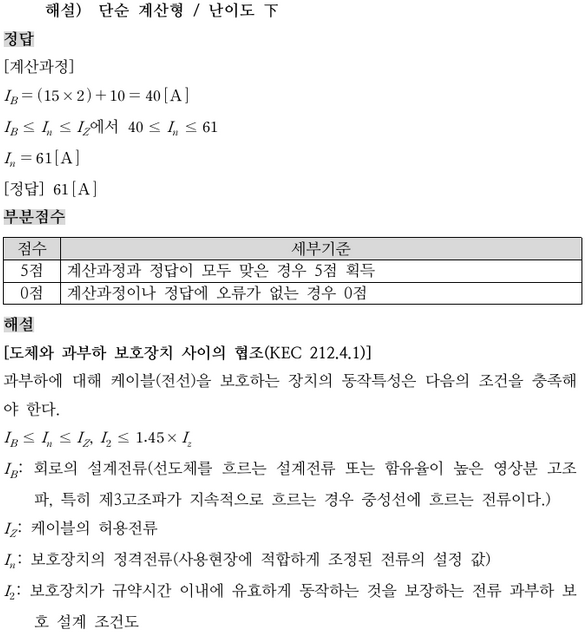 해설) 단순 계산형 / 난이도 下
정답
[계산과정]
I_B = (15 × 2) + 10 = 40[A]
I_B ≤ I_n ≤ I_Z에서 40 ≤ I_n ≤ 61
I_n = 61[A]
[정답] 61[A]
부분점수
점수 세부기준
5점 계산과정과 정답이 모두 맞은 경우 5점 획득
0점 계산과정이나 정답에 오류가 없는 경우 0점
해설
[도체와 과부하 보호장치 사이의 협조(KEC 212.4.1)]
과부하에 대해 케이블(전선)을 보호하는 장치의 동작특성은 다음의 조건을 충족해
야 한다.
I_B ≤ I_n ≤ I_Z, I_2 ≤ 1.45 × I_z
I_B: 회로의 설계전류(선도체를 흐르는 설계전류 또는 함유율이 높은 영상분 고조
파, 특히 제3고조파가 지속적으로 흐르는 경우 중성선에 흐르는 전류이다.)
I_Z: 케이블의 허용전류
I_n: 보호장치의 정격전류(사용현장에 적합하게 조정된 전류의 설정 값)
I_2: 보호장치가 규약시간 이내에 유효하게 동작하는 것을 보장하는 전류 과부하 보
호 설계 조건도